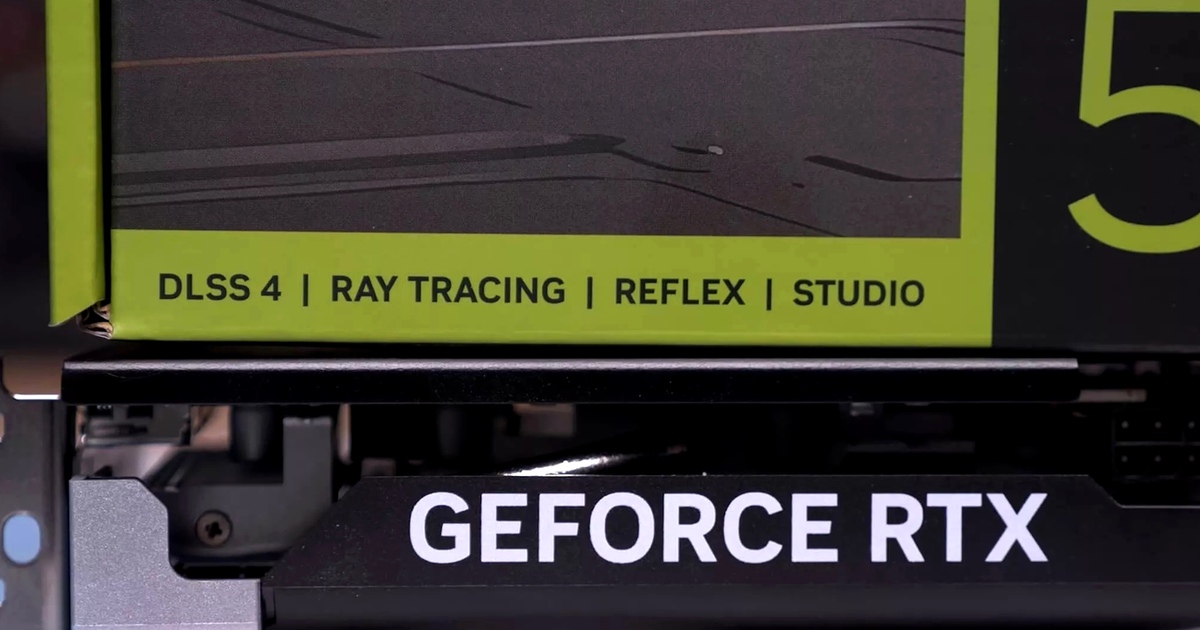 5
DLSS 4 | RAY TRACING | REFLEX | STUDIO
GEFORCE RTX